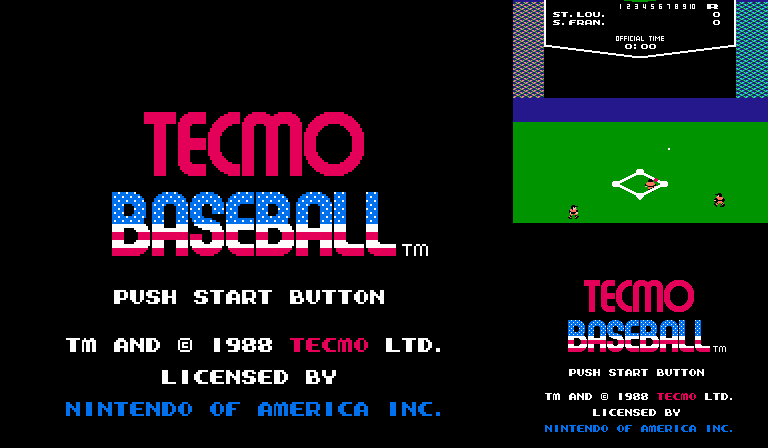 TECMO
BASEBALL TM
PUSH START BUTTON
TM AND © 1988 TECMO LTD.
LICENSED BY
NINTENDO OF AMERICA INC.
1 2 3 4 5 6 7 8 9 10 R
ST. LOU. 0
S. FRAN. 0
OFFICIAL TIME
0:00
TECMO
BASEBALL TM
PUSH START BUTTON
TM AND © 1988 TECMO LTD.
LICENSED BY
NINTENDO OF AMERICA INC.